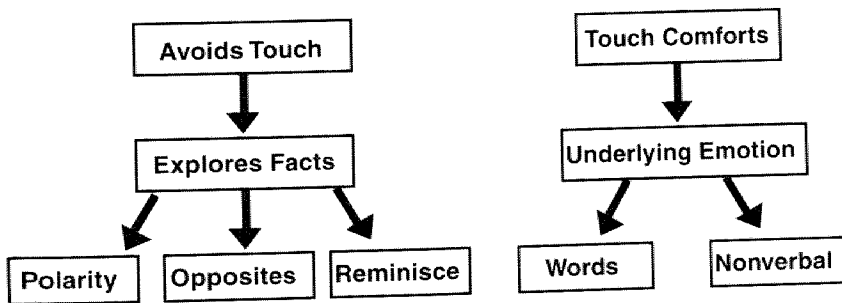 Avoids Touch
Explores Facts
Polarity
Opposites
Reminisce
Touch Comforts
Underlying Emotion
Words
Nonverbal